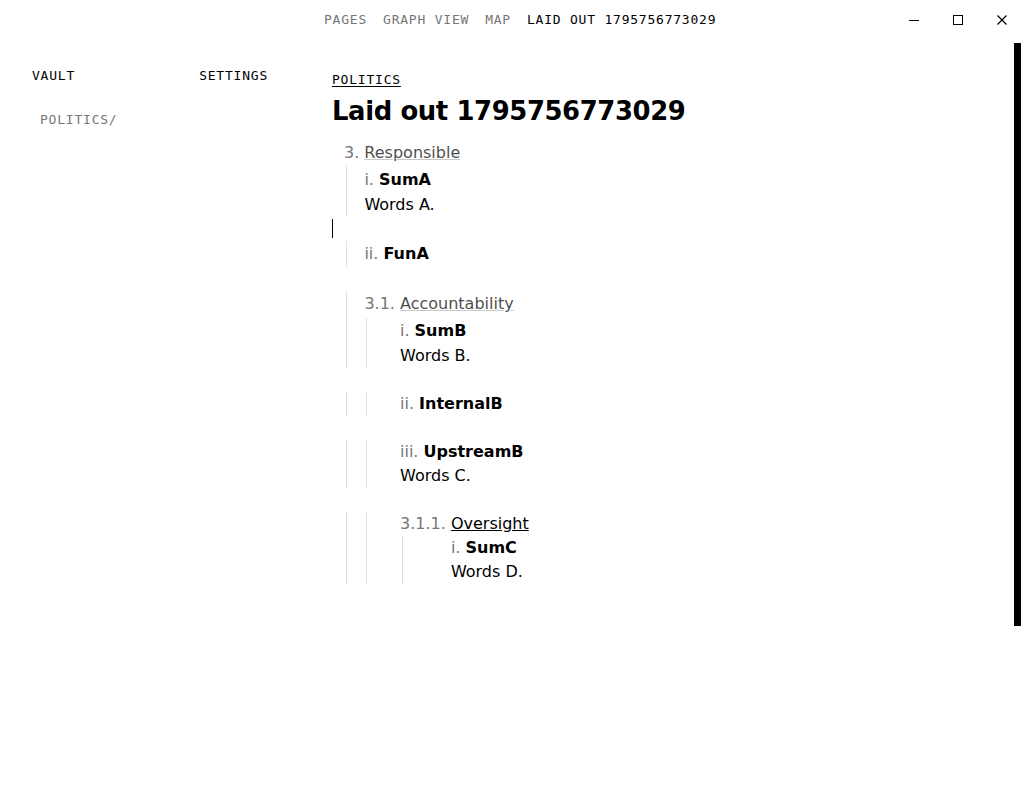 PAGES GRAPH VIEW MAP LAID OUT 1795756773029
VAULT SETTINGS
POLITICS/
POLITICS
Laid out 1795756773029
3. Responsible
i. SumA
Words A.
ii. FunA
3.1. Accountability
i. SumB
Words B.
ii. InternalB
iii. UpstreamB
Words C.
3.1.1. Oversight
i. SumC
Words D.